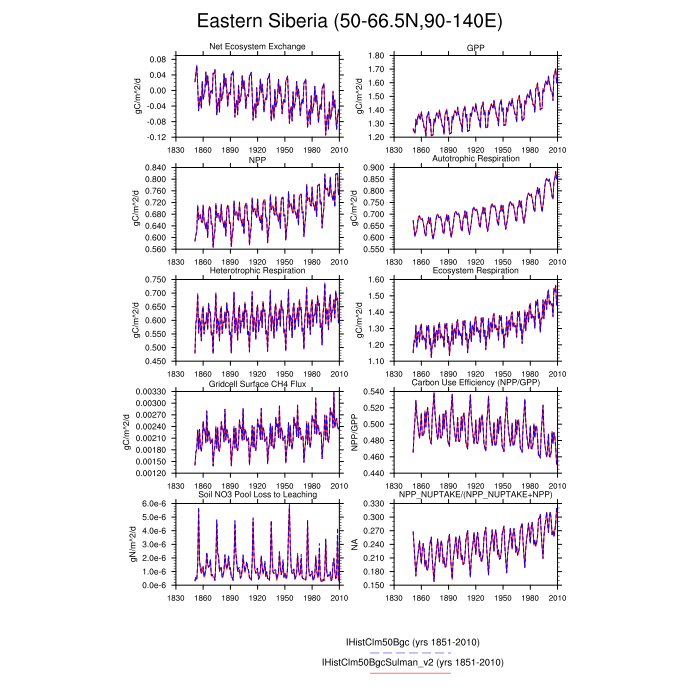 Eastern Siberia (50-66.5N,90-140E)
Net Ecosystem Exchange
gC/m^2/d
0.08
0.04
0.00
-0.04
-0.08
-0.12
1830 1860 1890 1920 1950 1980 2010
GPP
gC/m^2/d
1.80
1.70
1.60
1.50
1.40
1.30
1.20
1830 1860 1890 1920 1950 1980 2010
NPP
gC/m^2/d
0.840
0.800
0.760
0.720
0.680
0.640
0.600
0.560
1830 1860 1890 1920 1950 1980 2010
Autotrophic Respiration
gC/m^2/d
0.900
0.850
0.800
0.750
0.700
0.650
0.600
0.550
1830 1860 1890 1920 1950 1980 2010
Heterotrophic Respiration
gC/m^2/d
0.750
0.700
0.650
0.600
0.550
0.500
0.450
1830 1860 1890 1920 1950 1980 2010
Ecosystem Respiration
gC/m^2/d
1.60
1.50
1.40
1.30
1.20
1.10
1830 1860 1890 1920 1950 1980 2010
Gridcell Surface CH4 Flux
gC/m^2/d
0.00330
0.00300
0.00270
0.00240
0.00210
0.00180
0.00150
0.00120
1830 1860 1890 1920 1950 1980 2010
Carbon Use Efficiency (NPP/GPP)
NPP/GPP
0.540
0.520
0.500
0.480
0.460
0.440
1830 1860 1890 1920 1950 1980 2010
Soil NO3 Pool Loss to Leaching
gN/m^2/d
6.0e-6
5.0e-6
4.0e-6
3.0e-6
2.0e-6
1.0e-6
0.0e-6
1830 1860 1890 1920 1950 1980 2010
NPP_NUPTAKE/(NPP_NUPTAKE+NPP)
NA
0.330
0.300
0.270
0.240
0.210
0.180
0.150
1830 1860 1890 1920 1950 1980 2010
IHistClm50Bgc (yrs 1851-2010)
IHistClm50BgcSulman_v2 (yrs 1851-2010)